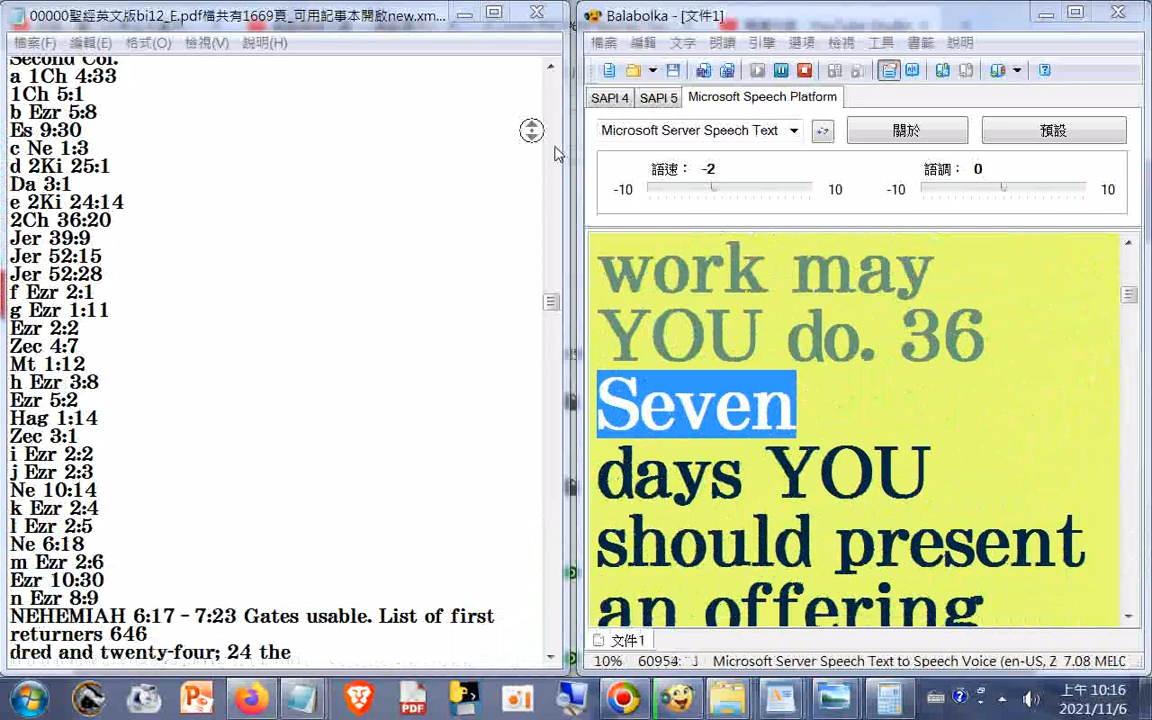 00000聖經英文版bi12_E.pdf檔共有1669頁_可用記事本開啟new.xm...
檔案(F) 編輯(E) 格式(O) 檢視(V) 說明(H)
Second Col.
a 1Ch 4:33
1Ch 5:1
b Ezr 5:8
Es 9:30
c Ne 1:3
d 2Ki 25:1
Da 3:1
e 2Ki 24:14
2Ch 36:20
Jer 39:9
Jer 52:15
Jer 52:28
f Ezr 2:1
g Ezr 1:11
Ezr 2:2
Zec 4:7
Mt 1:12
h Ezr 3:8
Ezr 5:2
Hag 1:14
Zec 3:1
i Ezr 2:2
j Ezr 2:3
Ne 10:14
k Ezr 2:4
l Ezr 2:5
Ne 6:18
m Ezr 2:6
Ezr 10:30
n Ezr 8:9
NEHEMIAH 6:17 - 7:23 Gates usable. List of first
returners 646
dred and twenty-four; 24 the
Balabolka - [文件1]
檔案 編輯 文字 朗讀 引擎 選項 檢視 工具 書籤 說明
SAPI 4 SAPI 5 Microsoft Speech Platform
Microsoft Server Speech Text 關於 預設
語速： -2 語調： 0
-10 10 -10 10
work may
YOU do. 36
Seven
days YOU
should present
an offering
文件1
10% 60954: Microsoft Server Speech Text to Speech Voice (en-US, Z 7.08 MELC
PDF
上午 10:16
2021/11/6